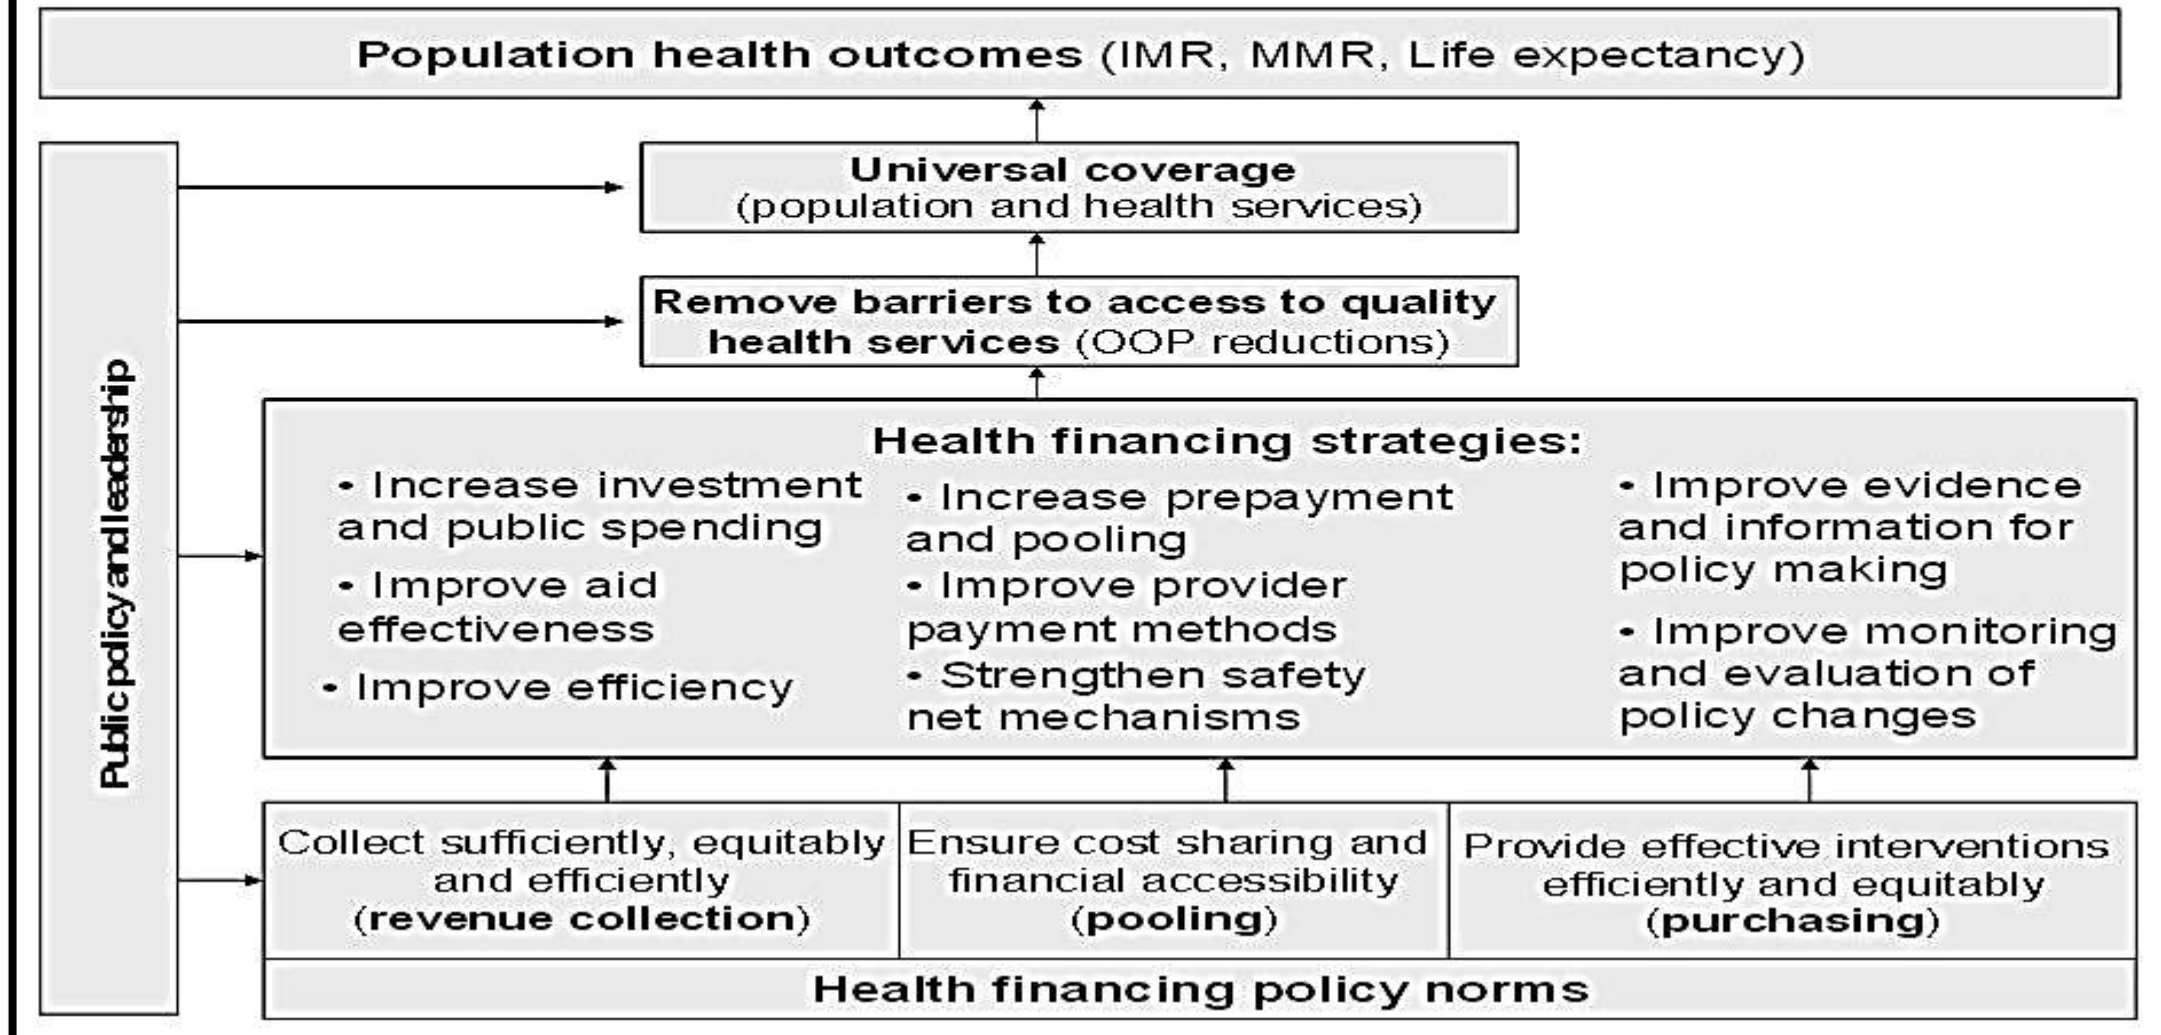 Population health outcomes (IMR, MMR, Life expectancy)
Universal coverage
(population and health services)
Remove barriers to access to quality
health services (OOP reductions)
Public policy and leadership
Health financing strategies:
• Increase investment
and public spending
• Improve aid
effectiveness
• Improve efficiency
• Increase prepayment
and pooling
• Improve provider
payment methods
• Strengthen safety
net mechanisms
• Improve evidence
and information for
policy making
• Improve monitoring
and evaluation of
policy changes
Collect sufficiently, equitably
and efficiently
(revenue collection)
Ensure cost sharing and
financial accessibility
(pooling)
Provide effective interventions
efficiently and equitably
(purchasing)
Health financing policy norms